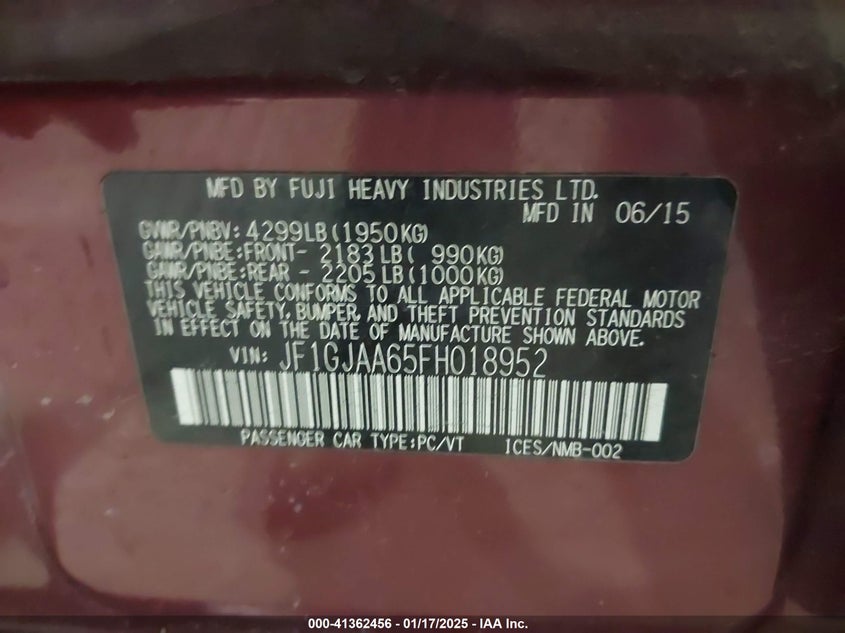 MFD BY FUJI HEAVY INDUSTRIES LTD.
MFD IN 06/15
GVWR/PNBV: 4299LB(1950KG)
GAWR/PNBE:FRONT- 2183LB( 990KG)
GAWR/PNBE:REAR - 2205LB(1000KG)
THIS VEHICLE CONFORMS TO ALL APPLICABLE FEDERAL MOTOR
VEHICLE SAFETY, BUMPER, AND THEFT PREVENTION STANDARDS
IN EFFECT ON THE DATE OF MANUFACTURE SHOWN ABOVE.
VIN: JF1GJAA65FH018952
PASSENGER CAR TYPE:PC/VT ICES/NMB-002
000-41362456 - 01/17/2025 - IAA Inc.